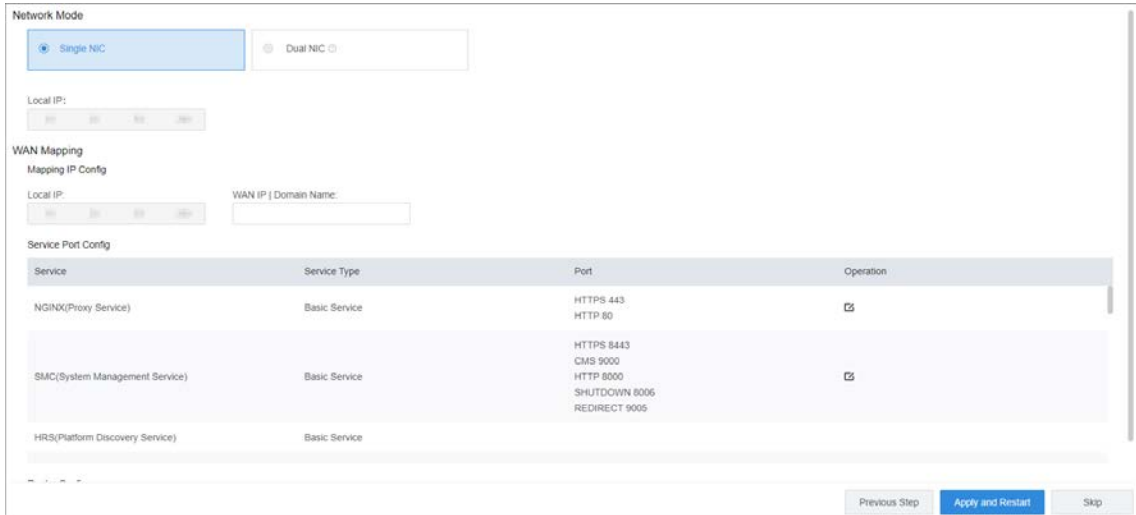 Network Mode
Single NIC
Dual NIC
Local IP:
WAN Mapping
Mapping IP Config
Local IP:
WAN IP | Domain Name:
Service Port Config
Service Service Type Port Operation
NGINX(Proxy Service) Basic Service HTTPS 443
HTTP 80
HTTPS 8443
CMS 9000
SMC(System Management Service) Basic Service HTTP 8000
SHUTDOWN 8006
REDIRECT 9005
HRS(Platform Discovery Service) Basic Service
Previous Step Apply and Restart Skip